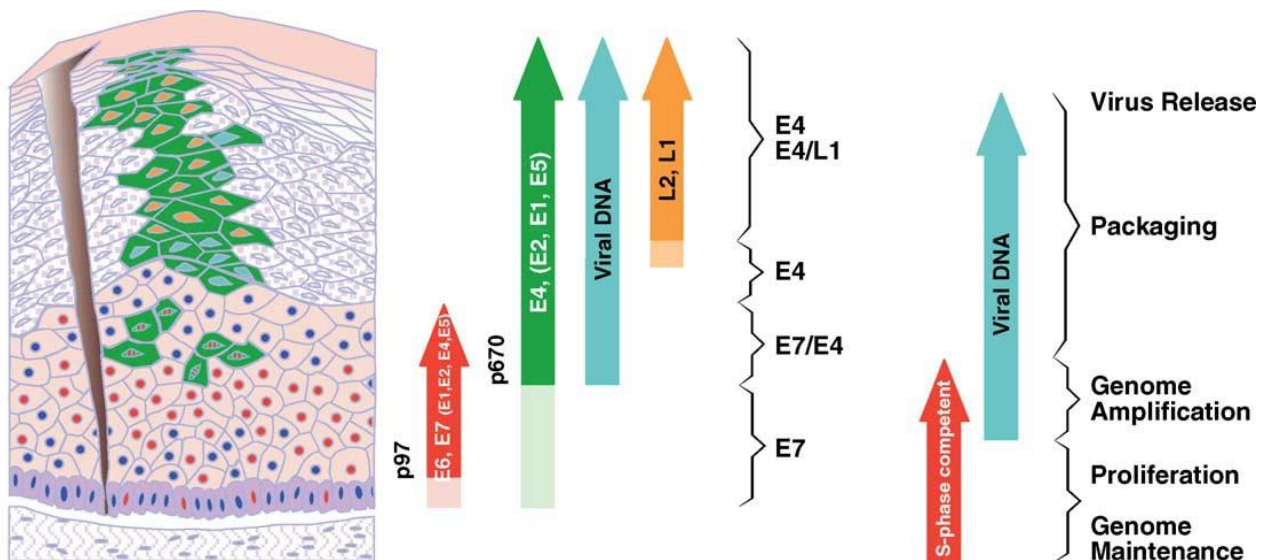 p97
E6, E7 (E1,E2, E4,E5)
p670
E4, (E2, E1, E5)
Viral DNA
L2, L1
E4
E4/L1
E4
E7/E4
E7
S-phase competent
Viral DNA
Virus Release
Packaging
Genome
Amplification
Proliferation
Genome
Maintenance